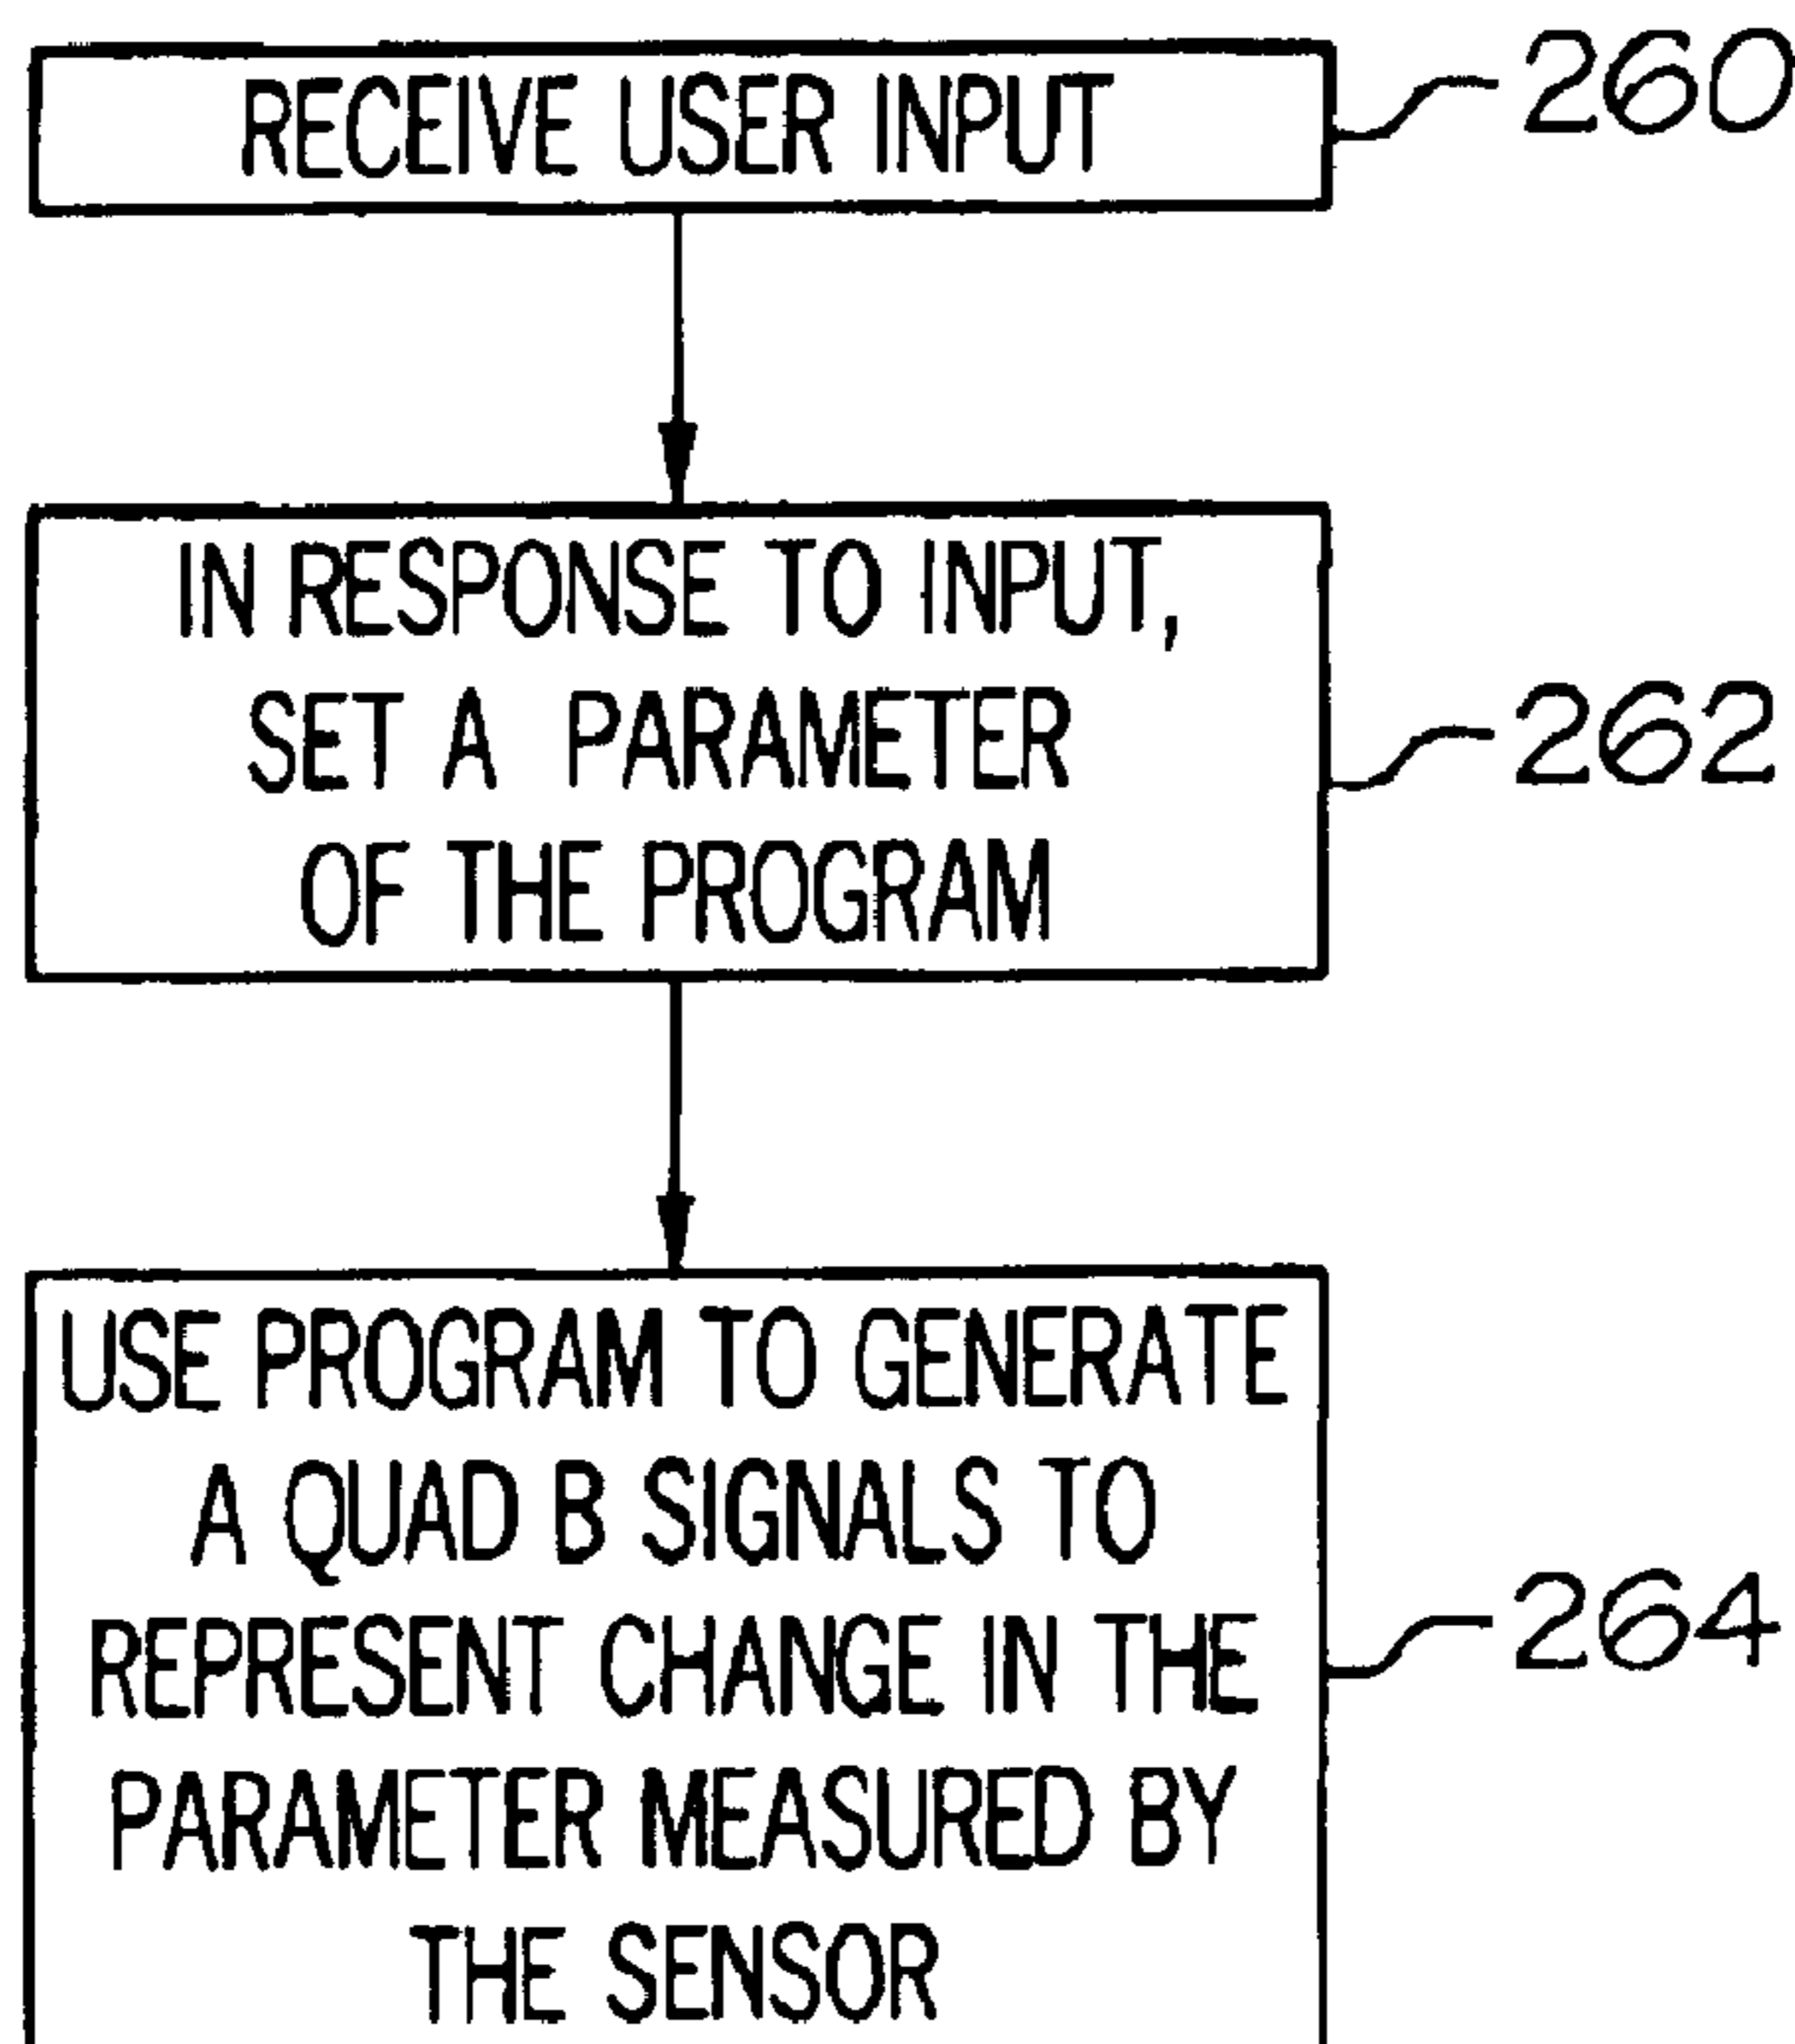 RECEIVE USER INPUT
260
IN RESPONSE TO INPUT,
SET A PARAMETER
OF THE PROGRAM
262
USE PROGRAM TO GENERATE
A QUAD B SIGNALS TO
REPRESENT CHANGE IN THE
PARAMETER MEASURED BY
THE SENSOR
264